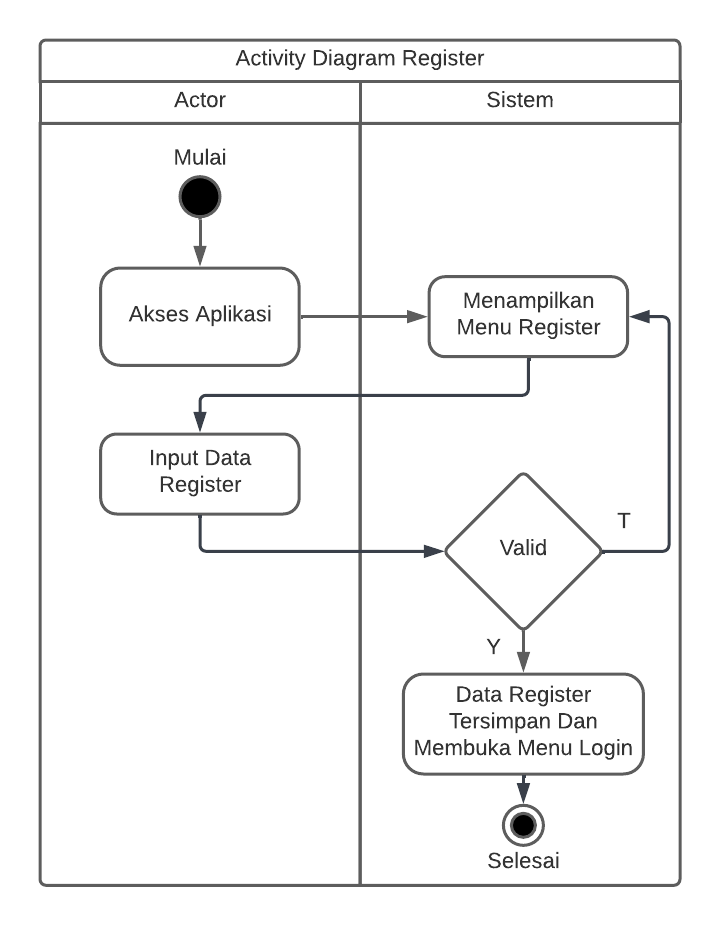 Activity Diagram Register
Actor
Sistem
Mulai
Akses Aplikasi
Menampilkan
Menu Register
Input Data
Register
Valid
T
Y
Data Register
Tersimpan Dan
Membuka Menu Login
Selesai